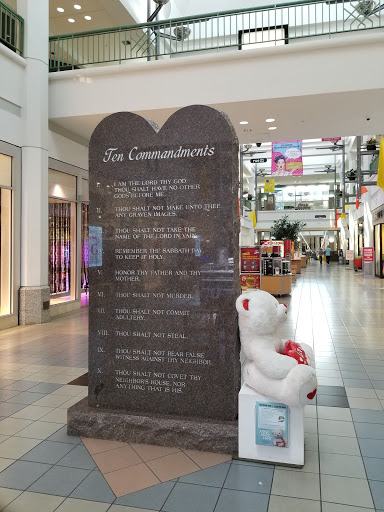 Ten Commandments
I. I AM THE LORD THY GOD
THOU SHALT HAVE NO OTHER
GODS BEFORE ME.
II. THOU SHALT NOT MAKE UNTO THEE
ANY GRAVEN IMAGES.
III. THOU SHALT NOT TAKE THE
NAME OF THE LORD IN VAIN.
IV. REMEMBER THE SABBATH DAY
TO KEEP IT HOLY.
V. HONOR THY FATHER AND THY
MOTHER.
VI. THOU SHALT NOT MURDER.
VII. THOU SHALT NOT COMMIT
ADULTERY.
VIII. THOU SHALT NOT STEAL.
IX. THOU SHALT NOT BEAR FALSE
WITNESS AGAINST THY NEIGHBOR.
X. THOU SHALT NOT COVET THY
NEIGHBOR'S HOUSE, NOR
ANYTHING THAT IS HIS.